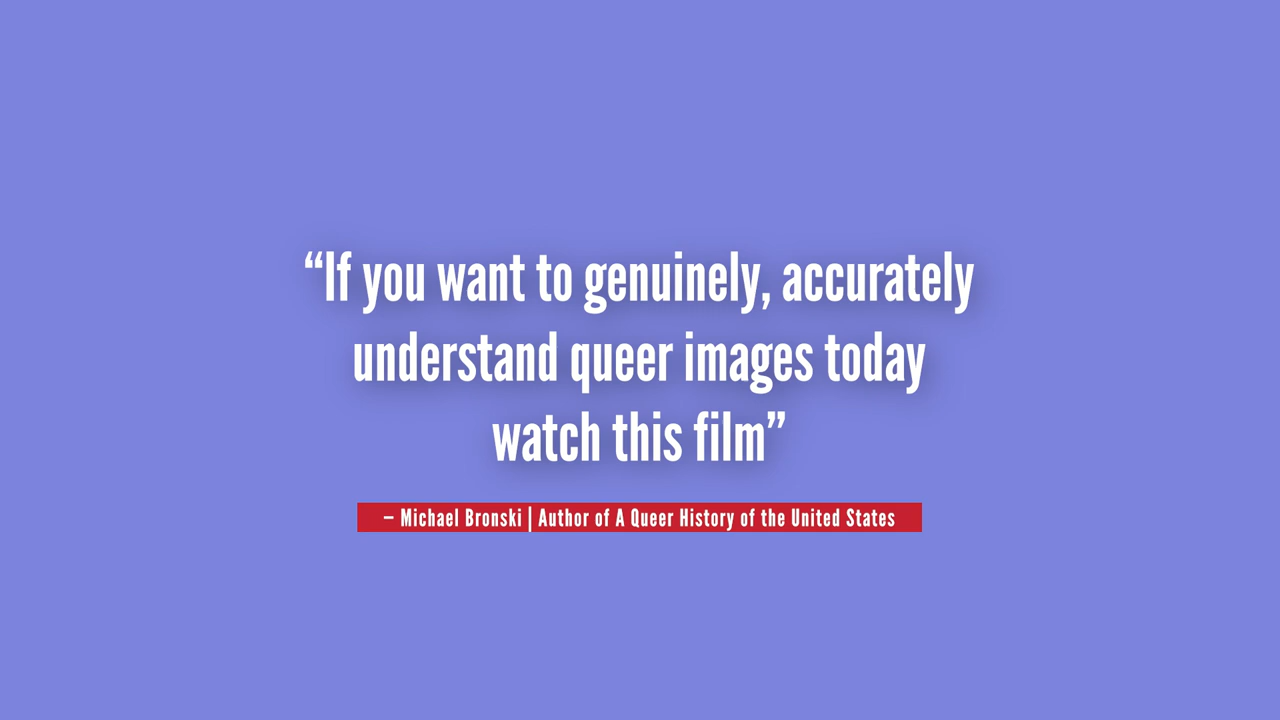 “If you want to genuinely, accurately
understand queer images today
watch this film”
– Michael Bronski | Author of A Queer History of the United States